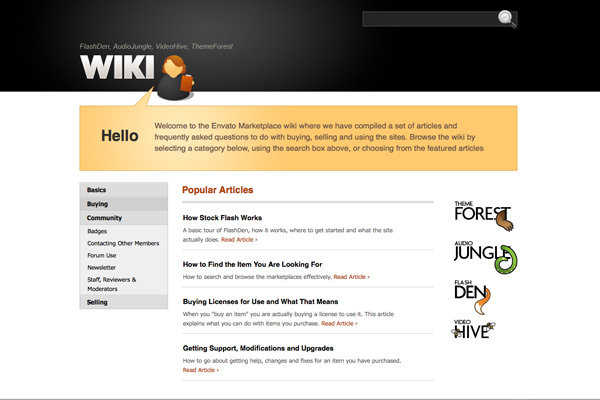 FlashDen, AudioJungle, VideoHive, ThemeForest
WIKI
Hello
Welcome to the Envato Marketplace wiki where we have compiled a set of articles and
frequently asked questions to do with buying, selling and using the sites. Browse the wiki by
selecting a category below, using the search box above, or choosing from the featured articles
Basics
Buying
Community
Badges
Contacting Other Members
Forum Use
Newsletter
Staff, Reviewers &
Moderators
Selling
Popular Articles
How Stock Flash Works
A basic tour of FlashDen, how it works, where to get started and what the site
actually does. Read Article ›
How to Find the Item You Are Looking For
How to search and browse the marketplaces effectively. Read Article ›
Buying Licenses for Use and What That Means
When you "buy an item" you are actually buying a license to use it. This article
explains what you can do with items you purchase. Read Article ›
Getting Support, Modifications and Upgrades
How to go about getting help, changes and fixes for an item you have purchased.
Read Article ›
THEME
FOREST
AUDIO
JUNGLE
FLASH
DEN
VIDEO
HIVE